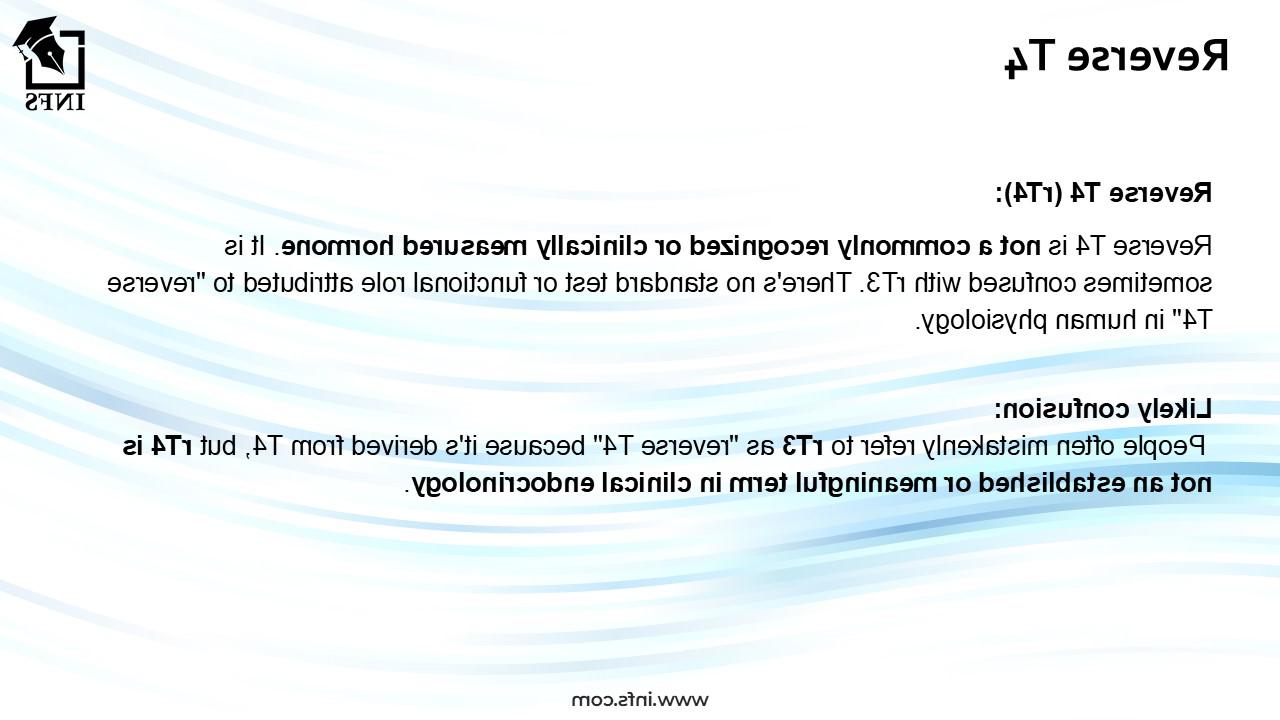 Reverse T4
INFS
Reverse T4 (rT4):
Reverse T4 is not a commonly recognized or clinically measured hormone. It is
sometimes confused with rT3. There's no standard test or functional role attributed to "reverse
T4" in human physiology.
Likely confusion:
People often mistakenly refer to rT3 as "reverse T4" because it's derived from T4, but rT4 is
not an established or meaningful term in clinical endocrinology.
www.infs.com